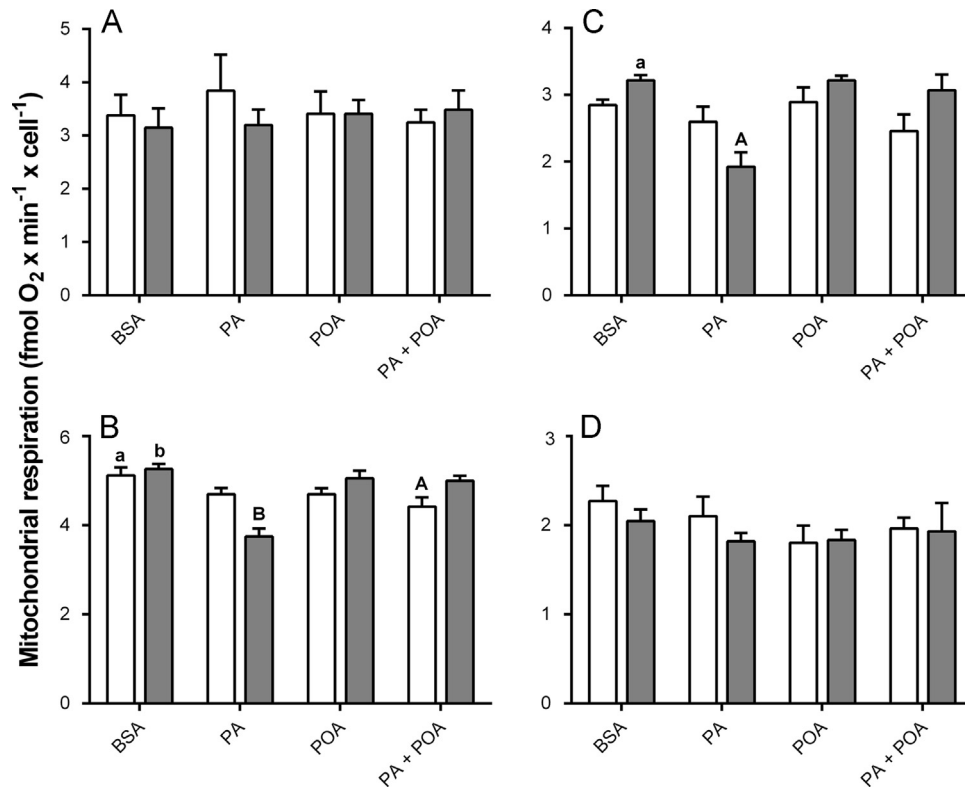 Mitochondrial respiration (fmol O₂ x min⁻¹ x cell⁻¹)
A
5
4
3
2
1
0
BSA
PA
POA
PA + POA
C
4
3
2
1
0
a
A
BSA
PA
POA
PA + POA
B
6
4
2
0
a
b
B
A
BSA
PA
POA
PA + POA
D
3
2
1
0
BSA
PA
POA
PA + POA